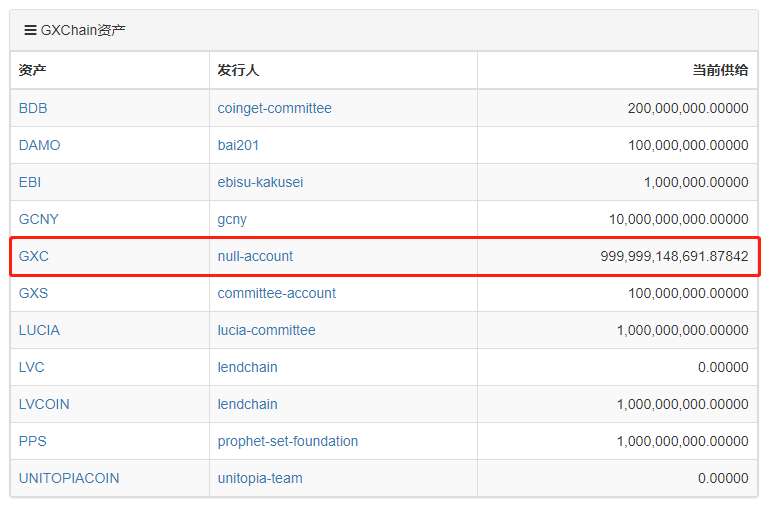 GXChain资产
资产 发行人 当前供给
BDB coinget-committee 200,000,000.00000
DAMO bai201 100,000,000.00000
EBI ebisu-kakusei 1,000,000.00000
GCNY gcny 10,000,000,000.00000
GXC null-account 999,999,148,691.87842
GXS committee-account 100,000,000.00000
LUCIA lucia-committee 1,000,000,000.00000
LVC lendchain 0.00000
LVCOIN lendchain 1,000,000,000.00000
PPS prophet-set-foundation 1,000,000,000.00000
UNITOPIACOIN unitopia-team 0.00000